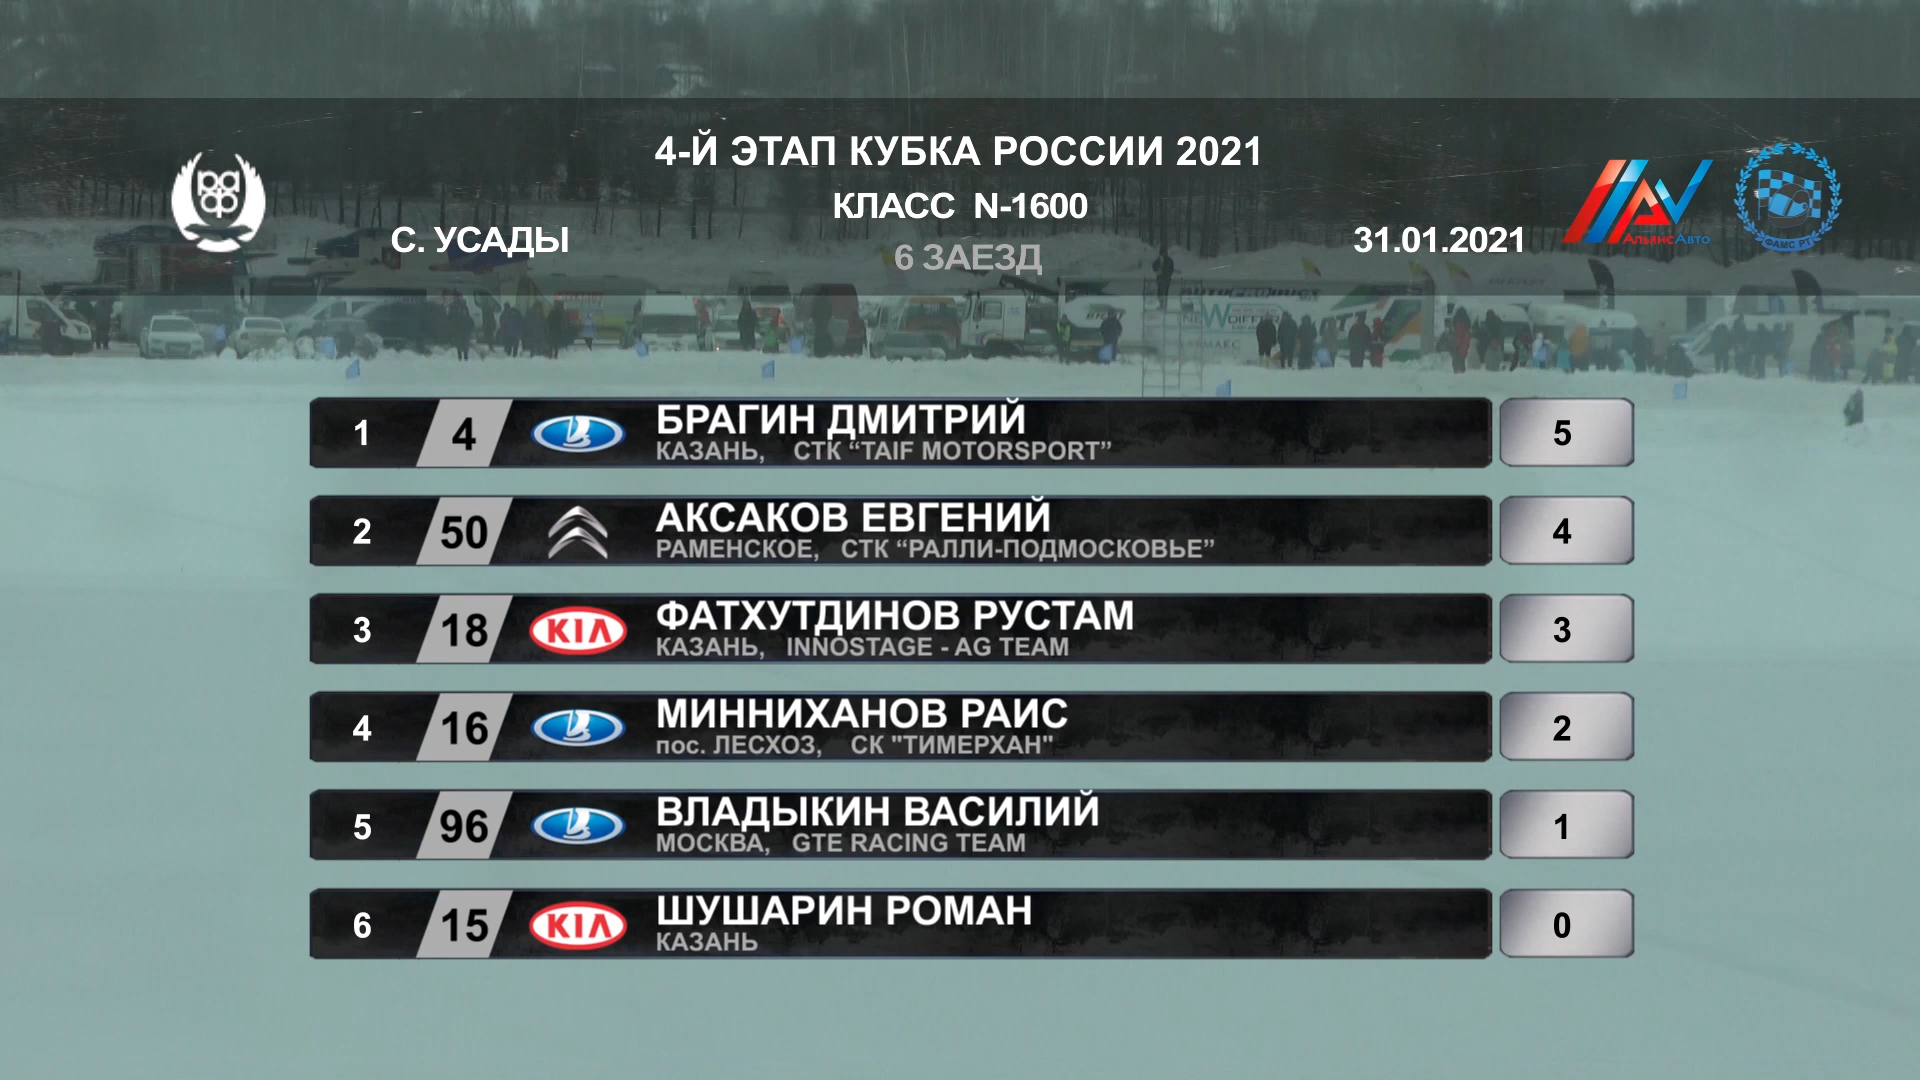 4-Й ЭТАП КУБКА РОССИИ 2021
КЛАСС N-1600
С. УСАДЫ
31.01.2021
6 ЗАЕЗД
АльянсАвто
ФАМС РТ
1 4 БРАГИН ДМИТРИЙ 5
КАЗАНЬ, СТК “TAIF MOTORSPORT”
2 50 АКСАКОВ ЕВГЕНИЙ 4
РАМЕНСКОЕ, СТК “РАЛЛИ-ПОДМОСКОВЬЕ”
3 18 KIA ФАТХУТДИНОВ РУСТАМ 3
КАЗАНЬ, INNOSTAGE - AG TEAM
4 16 МИННИХАНОВ РАИС 2
пос. ЛЕСХОЗ, СК "ТИМЕРХАН"
5 96 ВЛАДЫКИН ВАСИЛИЙ 1
МОСКВА, GTE RACING TEAM
6 15 KIA ШУШАРИН РОМАН 0
КАЗАНЬ